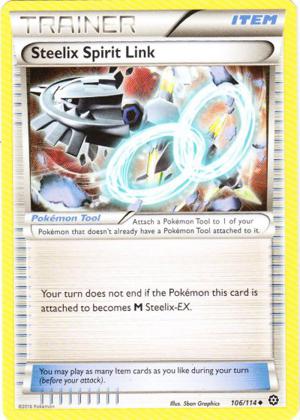 TRAINER
ITEM
Steelix Spirit Link
Pokémon Tool
Attach a Pokémon Tool to 1 of your
Pokémon that doesn't already have a Pokémon Tool attached to it.
Your turn does not end if the Pokémon this card is
attached to becomes M Steelix-EX.
You may play as many Item cards as you like during your turn
(before your attack).
©2016 Pokémon
Illus. 5ban Graphics
106/114